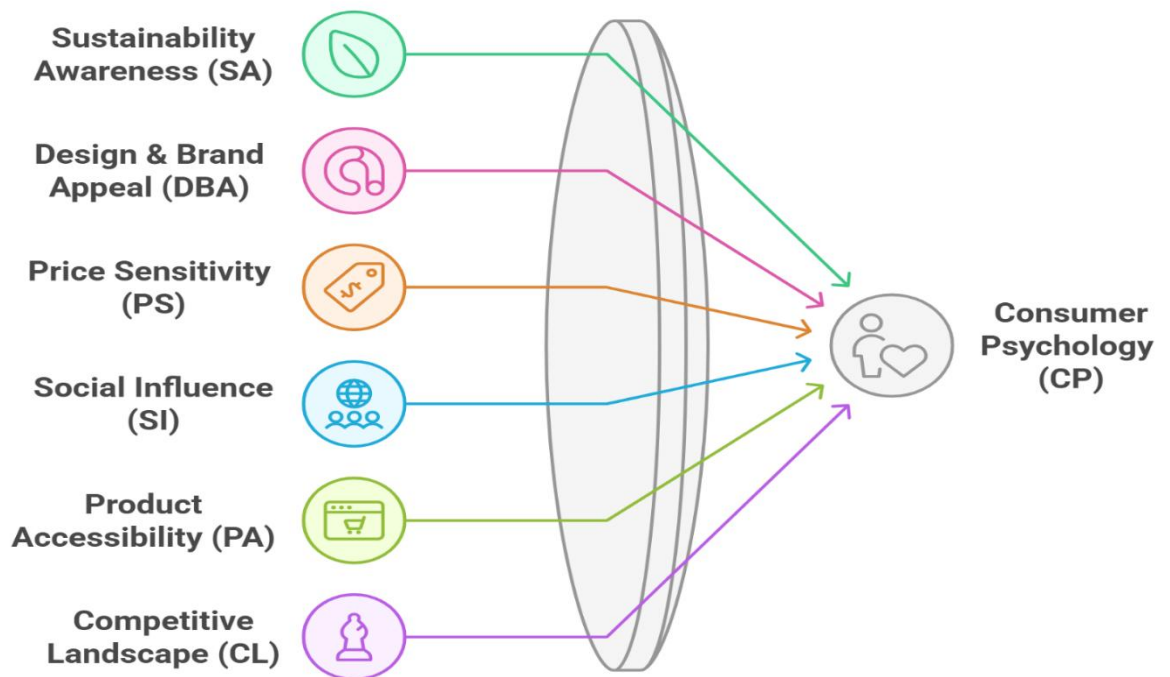 Sustainability
Awareness (SA)
Design & Brand
Appeal (DBA)
Price Sensitivity
(PS)
Social Influence
(SI)
Product
Accessibility (PA)
Competitive
Landscape (CL)
Consumer
Psychology
(CP)